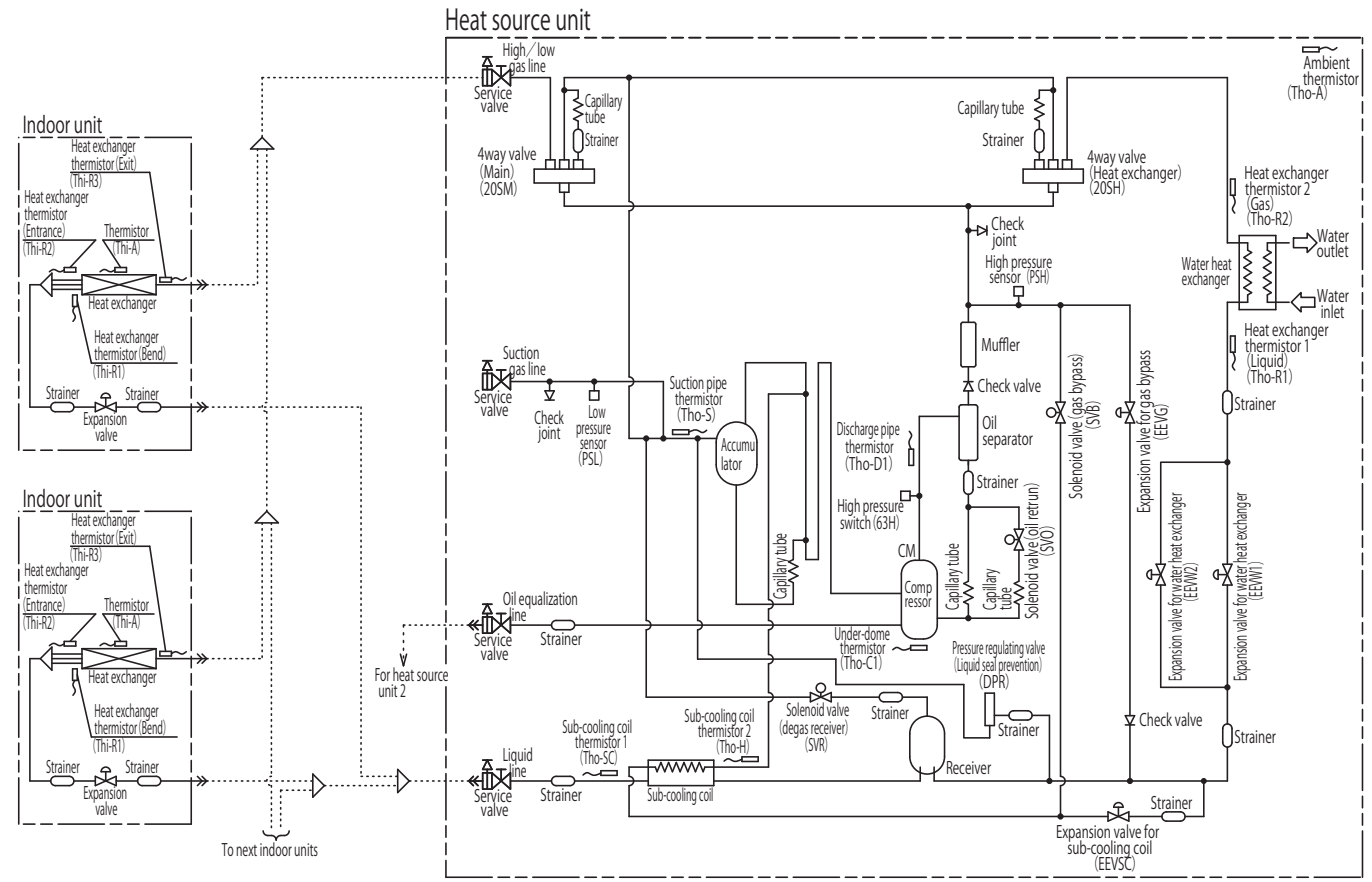 Heat source unit
High/low
gas line
Service
valve
Capillary
tube
Strainer
4way valve
(Main)
(20SM)
Capillary tube
Strainer
4way valve
(Heat exchanger)
(20SH)
Ambient
thermistor
(Tho-A)
Check
joint
High pressure
sensor (PSH)
Heat exchanger
thermistor 2
(Gas)
(Tho-R2)
Water
outlet
Water heat
exchanger
Water
inlet
Heat exchanger
thermistor 1
(Liquid)
(Tho-R1)
Strainer
Indoor unit
Heat exchanger
thermistor (Exit)
(Thi-R3)
Heat exchanger
thermistor
(Entrance)
(Thi-R2)
Thermistor
(Thi-A)
Heat exchanger
Heat exchanger
thermistor (Bend)
(Thi-R1)
Strainer
Strainer
Expansion
valve
Suction
gas line
Service
valve
Check
joint
Low
pressure
sensor
(PSL)
Suction pipe
thermistor
(Tho-S)
Accumu
lator
Muffler
Check valve
Oil
separator
Discharge pipe
thermistor
(Tho-D1)
Strainer
High pressure
switch (63H)
Solenoid valve (gas bypass)
(SVB)
Expansion valve for gas bypass
(EEVG)
CM
Comp
ressor
Capillary tube
Capillary tube
Capillary
tube
Solenoid valve (oil retrun)
(SVO)
Expansion valve for water heat exchanger
(EEVW2)
Expansion valve for water heat exchanger
(EEVW1)
Indoor unit
Heat exchanger
thermistor (Exit)
(Thi-R3)
Heat exchanger
thermistor
(Entrance)
(Thi-R2)
Thermistor
(Thi-A)
Heat exchanger
Heat exchanger
thermistor (Bend)
(Thi-R1)
Strainer
Strainer
Expansion
valve
Oil equalization
line
Service
valve
Strainer
For heat source
unit 2
Under-dome
thermistor
(Tho-C1)
Pressure regulating valve
(Liquid seal prevention)
(DPR)
Strainer
Solenoid valve
(degas receiver)
(SVR)
Strainer
Receiver
Check valve
Strainer
Liquid
line
Service
valve
Strainer
Sub-cooling coil
thermistor 1
(Tho-SC)
Sub-cooling coil
thermistor 2
(Tho-H)
Sub-cooling coil
Strainer
Expansion valve for
sub-cooling coil
(EEVSC)
To next indoor units